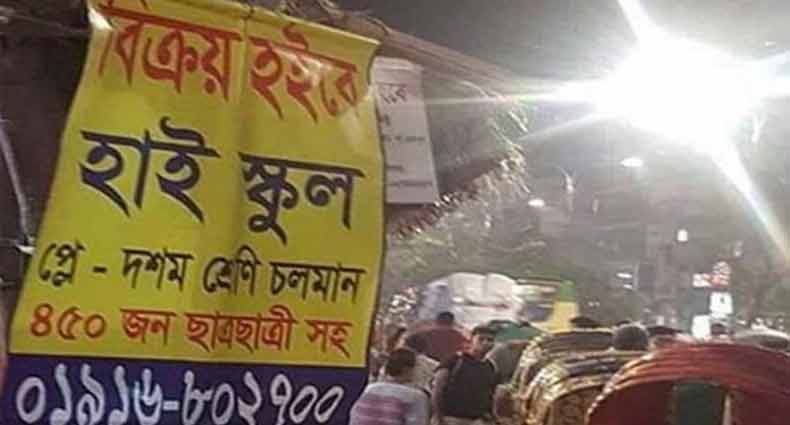 বিক্রয় হইবে
হাই স্কুল
প্লে - দশম শ্রেণি চলমান
৪৫০ জন ছাত্রছাত্রী সহ
০১৯১৬-৮০২৭০০